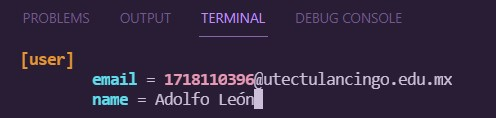 PROBLEMS OUTPUT TERMINAL DEBUG CONSOLE
[user]
email = 1718110396@utectulancingo.edu.mx
name = Adolfo León